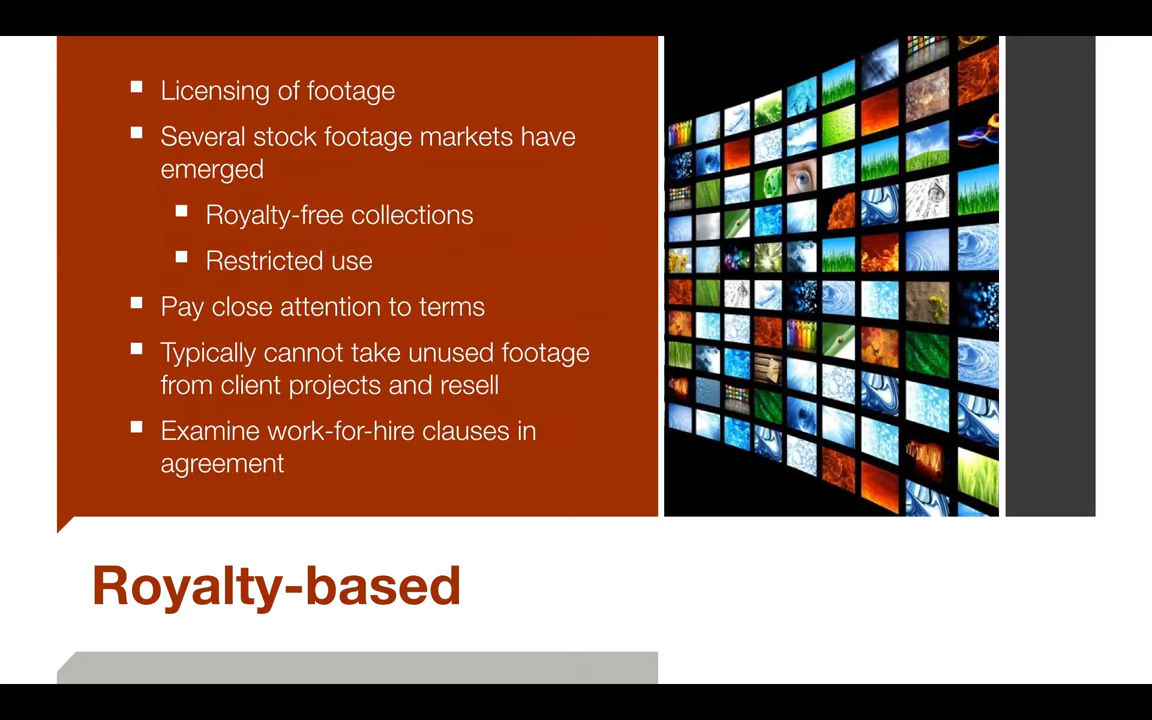 Licensing of footage
Several stock footage markets have
emerged
Royalty-free collections
Restricted use
Pay close attention to terms
Typically cannot take unused footage
from client projects and resell
Examine work-for-hire clauses in
agreement
Royalty-based